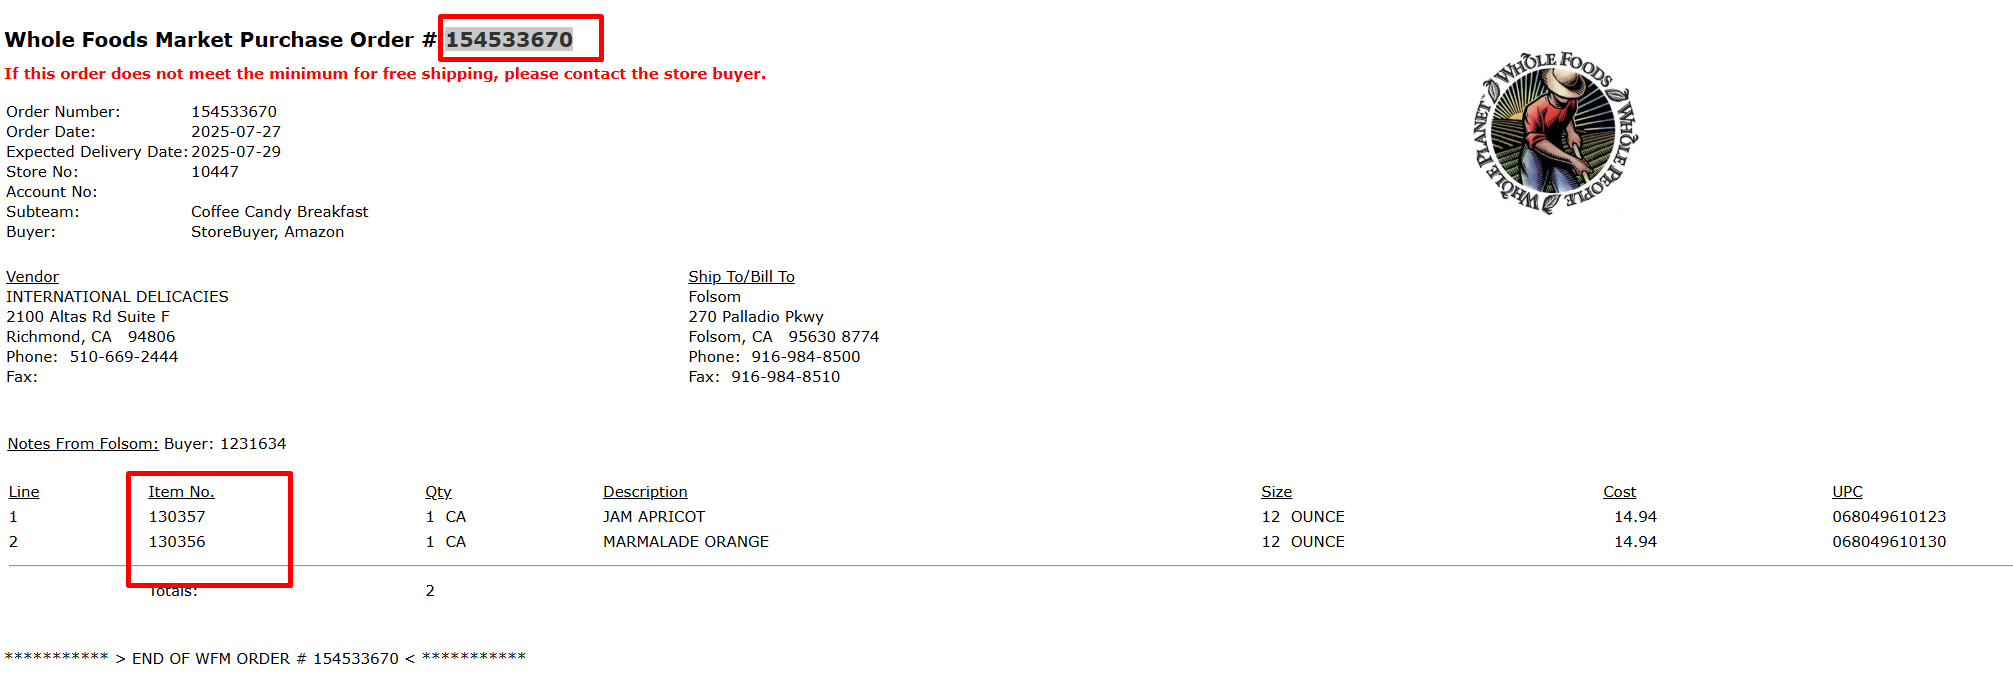 Whole Foods Market Purchase Order # 154533670
If this order does not meet the minimum for free shipping, please contact the store buyer.
WHOLE FOODS WHOLE PEOPLE WHOLE PLANET™
Order Number: 154533670
Order Date: 2025-07-27
Expected Delivery Date: 2025-07-29
Store No: 10447
Account No:
Subteam: Coffee Candy Breakfast
Buyer: StoreBuyer, Amazon
Vendor
INTERNATIONAL DELICACIES
2100 Altas Rd Suite F
Richmond, CA 94806
Phone: 510-669-2444
Fax:
Ship To/Bill To
Folsom
270 Palladio Pkwy
Folsom, CA 95630 8774
Phone: 916-984-8500
Fax: 916-984-8510
Notes From Folsom: Buyer: 1231634
Line Item No. Qty Description Size Cost UPC
1 130357 1 CA JAM APRICOT 12 OUNCE 14.94 068049610123
2 130356 1 CA MARMALADE ORANGE 12 OUNCE 14.94 068049610130
Totals: 2
*********** > END OF WFM ORDER # 154533670 < ***********